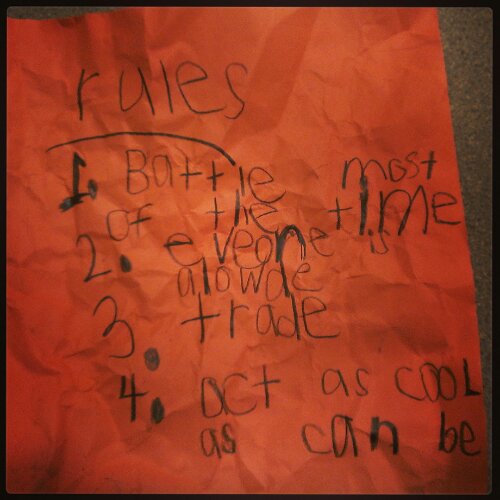 rules
1. Battle most
of the time
2. eveone is
alowde
3. trade
4. act as cool
as can be